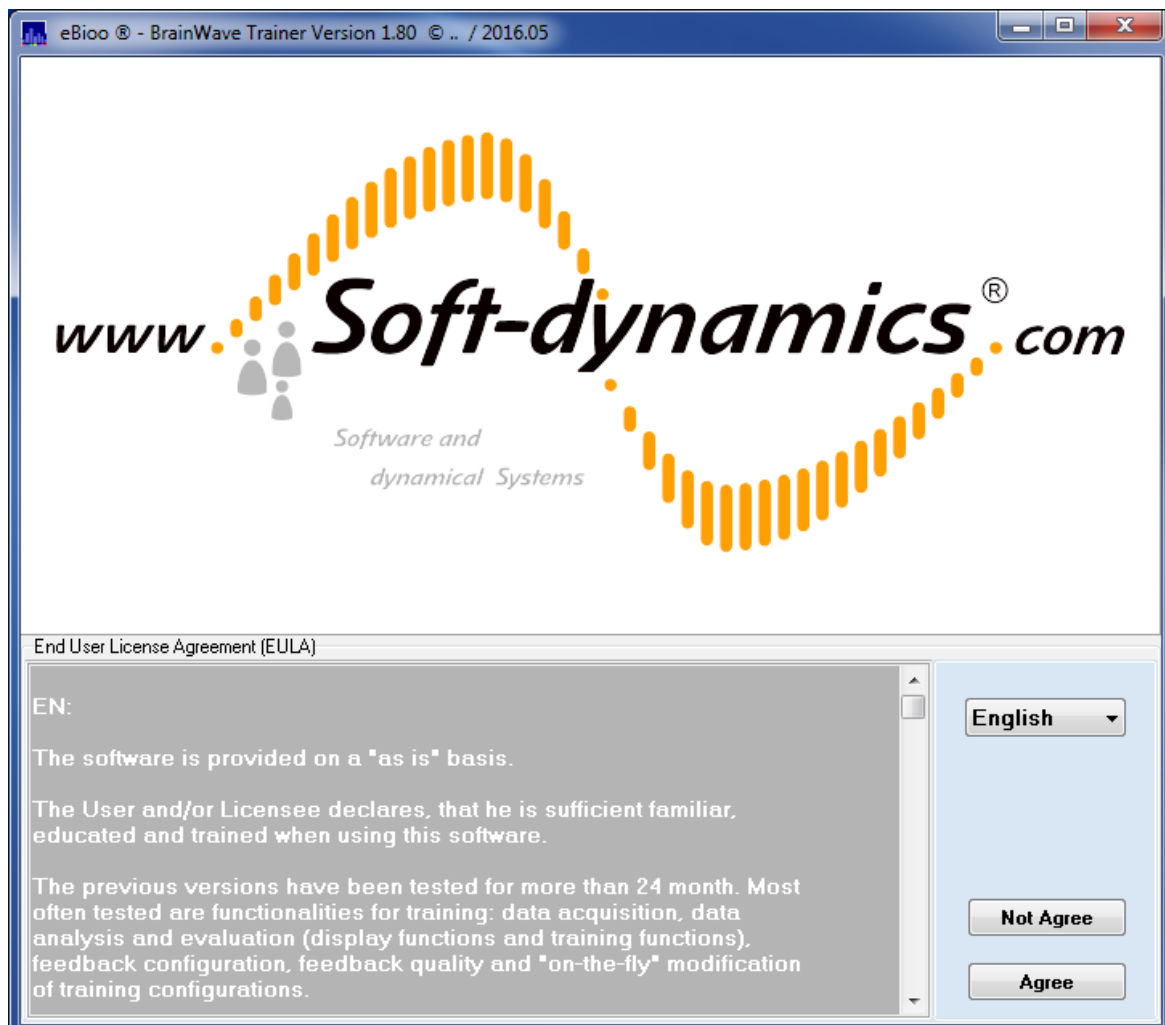 eBioo ® - BrainWave Trainer Version 1.80 © .. / 2016.05
www.Soft-dynamics®.com
Software and
dynamical Systems
End User License Agreement (EULA)
EN:
The software is provided on a "as is" basis.
The User and/or Licensee declares, that he is sufficient familiar,
educated and trained when using this software.
The previous versions have been tested for more than 24 month. Most
often tested are functionalities for training: data acquisition, data
analysis and evaluation (display functions and training functions),
feedback configuration, feedback quality and "on-the-fly" modification
of training configurations.
English
Not Agree
Agree